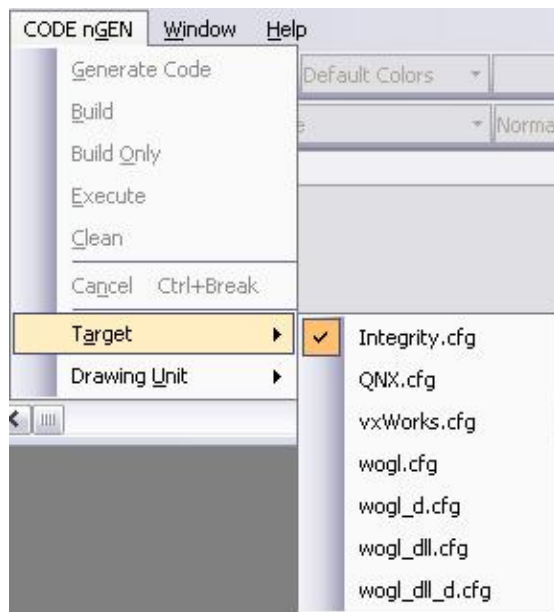 CODE nGEN Window Help
Generate Code
Default Colors
Build
Norma
Build Only
Execute
Clean
Cancel Ctrl+Break
Target
Integrity.cfg
Drawing Unit
QNX.cfg
vxWorks.cfg
wogl.cfg
wogl_d.cfg
wogl_dll.cfg
wogl_dll_d.cfg